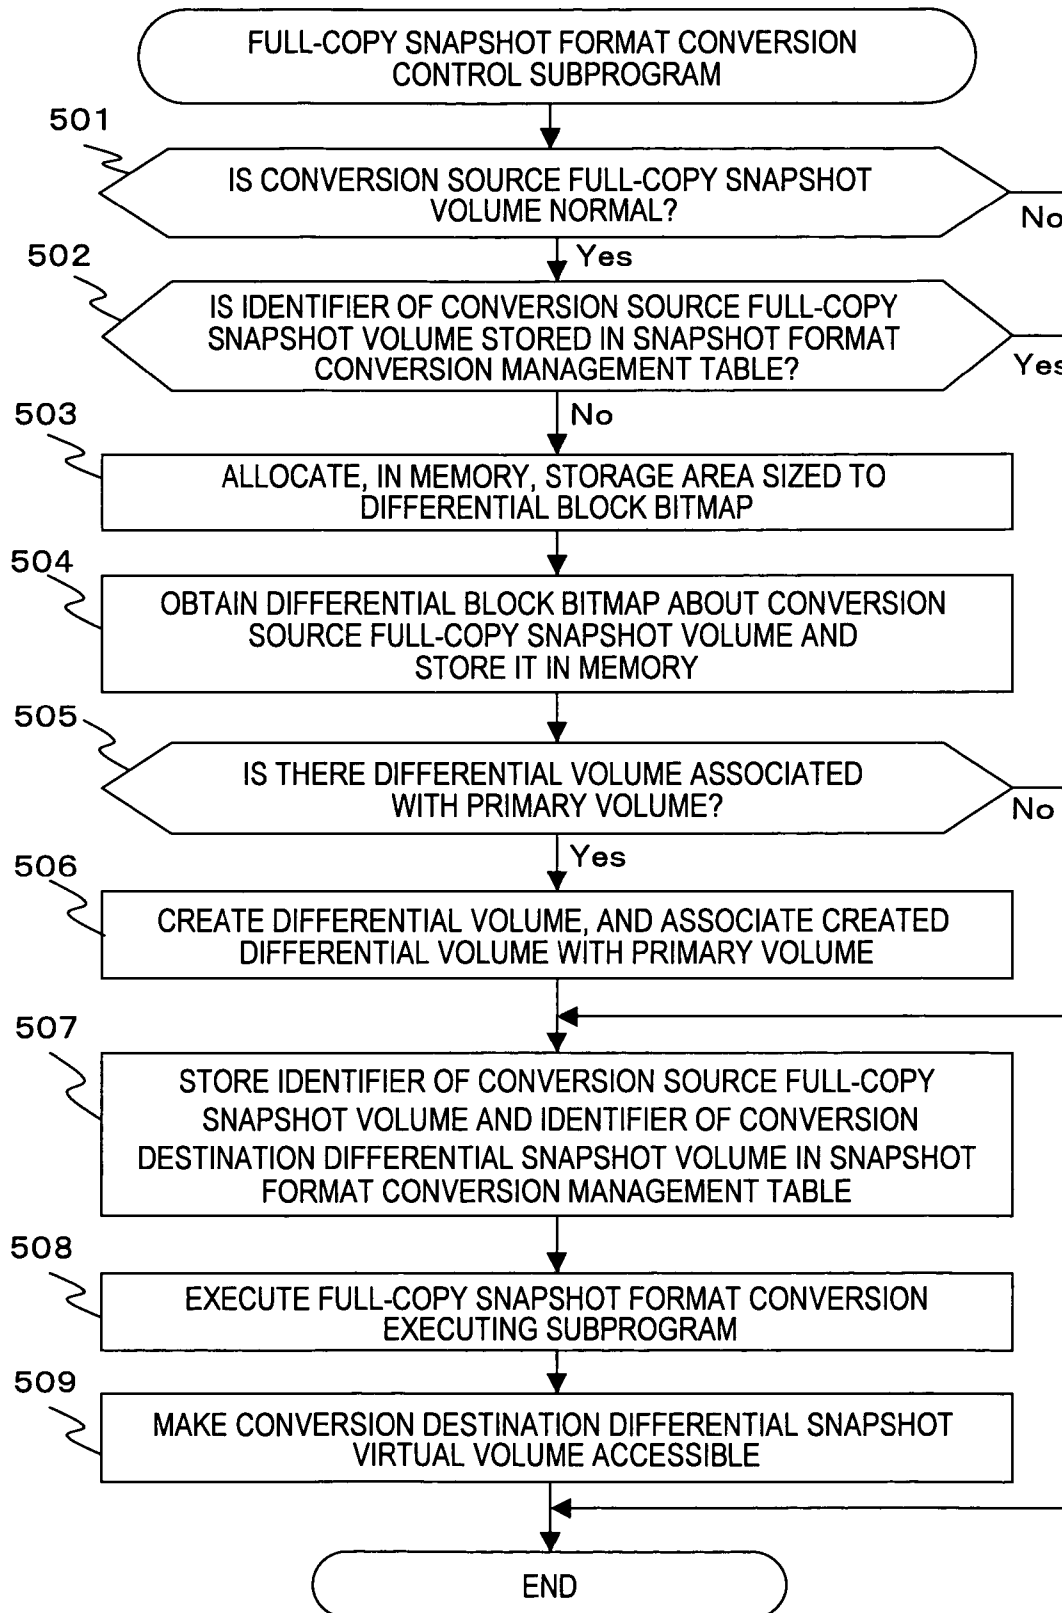 FULL-COPY SNAPSHOT FORMAT CONVERSION
CONTROL SUBPROGRAM
501
IS CONVERSION SOURCE FULL-COPY SNAPSHOT
VOLUME NORMAL?
No
Yes
502
IS IDENTIFIER OF CONVERSION SOURCE FULL-COPY
SNAPSHOT VOLUME STORED IN SNAPSHOT FORMAT
CONVERSION MANAGEMENT TABLE?
Yes
No
503
ALLOCATE, IN MEMORY, STORAGE AREA SIZED TO
DIFFERENTIAL BLOCK BITMAP
504
OBTAIN DIFFERENTIAL BLOCK BITMAP ABOUT CONVERSION
SOURCE FULL-COPY SNAPSHOT VOLUME AND
STORE IT IN MEMORY
505
IS THERE DIFFERENTIAL VOLUME ASSOCIATED
WITH PRIMARY VOLUME?
No
Yes
506
CREATE DIFFERENTIAL VOLUME, AND ASSOCIATE CREATED
DIFFERENTIAL VOLUME WITH PRIMARY VOLUME
507
STORE IDENTIFIER OF CONVERSION SOURCE FULL-COPY
SNAPSHOT VOLUME AND IDENTIFIER OF CONVERSION
DESTINATION DIFFERENTIAL SNAPSHOT VOLUME IN SNAPSHOT
FORMAT CONVERSION MANAGEMENT TABLE
508
EXECUTE FULL-COPY SNAPSHOT FORMAT CONVERSION
EXECUTING SUBPROGRAM
509
MAKE CONVERSION DESTINATION DIFFERENTIAL SNAPSHOT
VIRTUAL VOLUME ACCESSIBLE
END